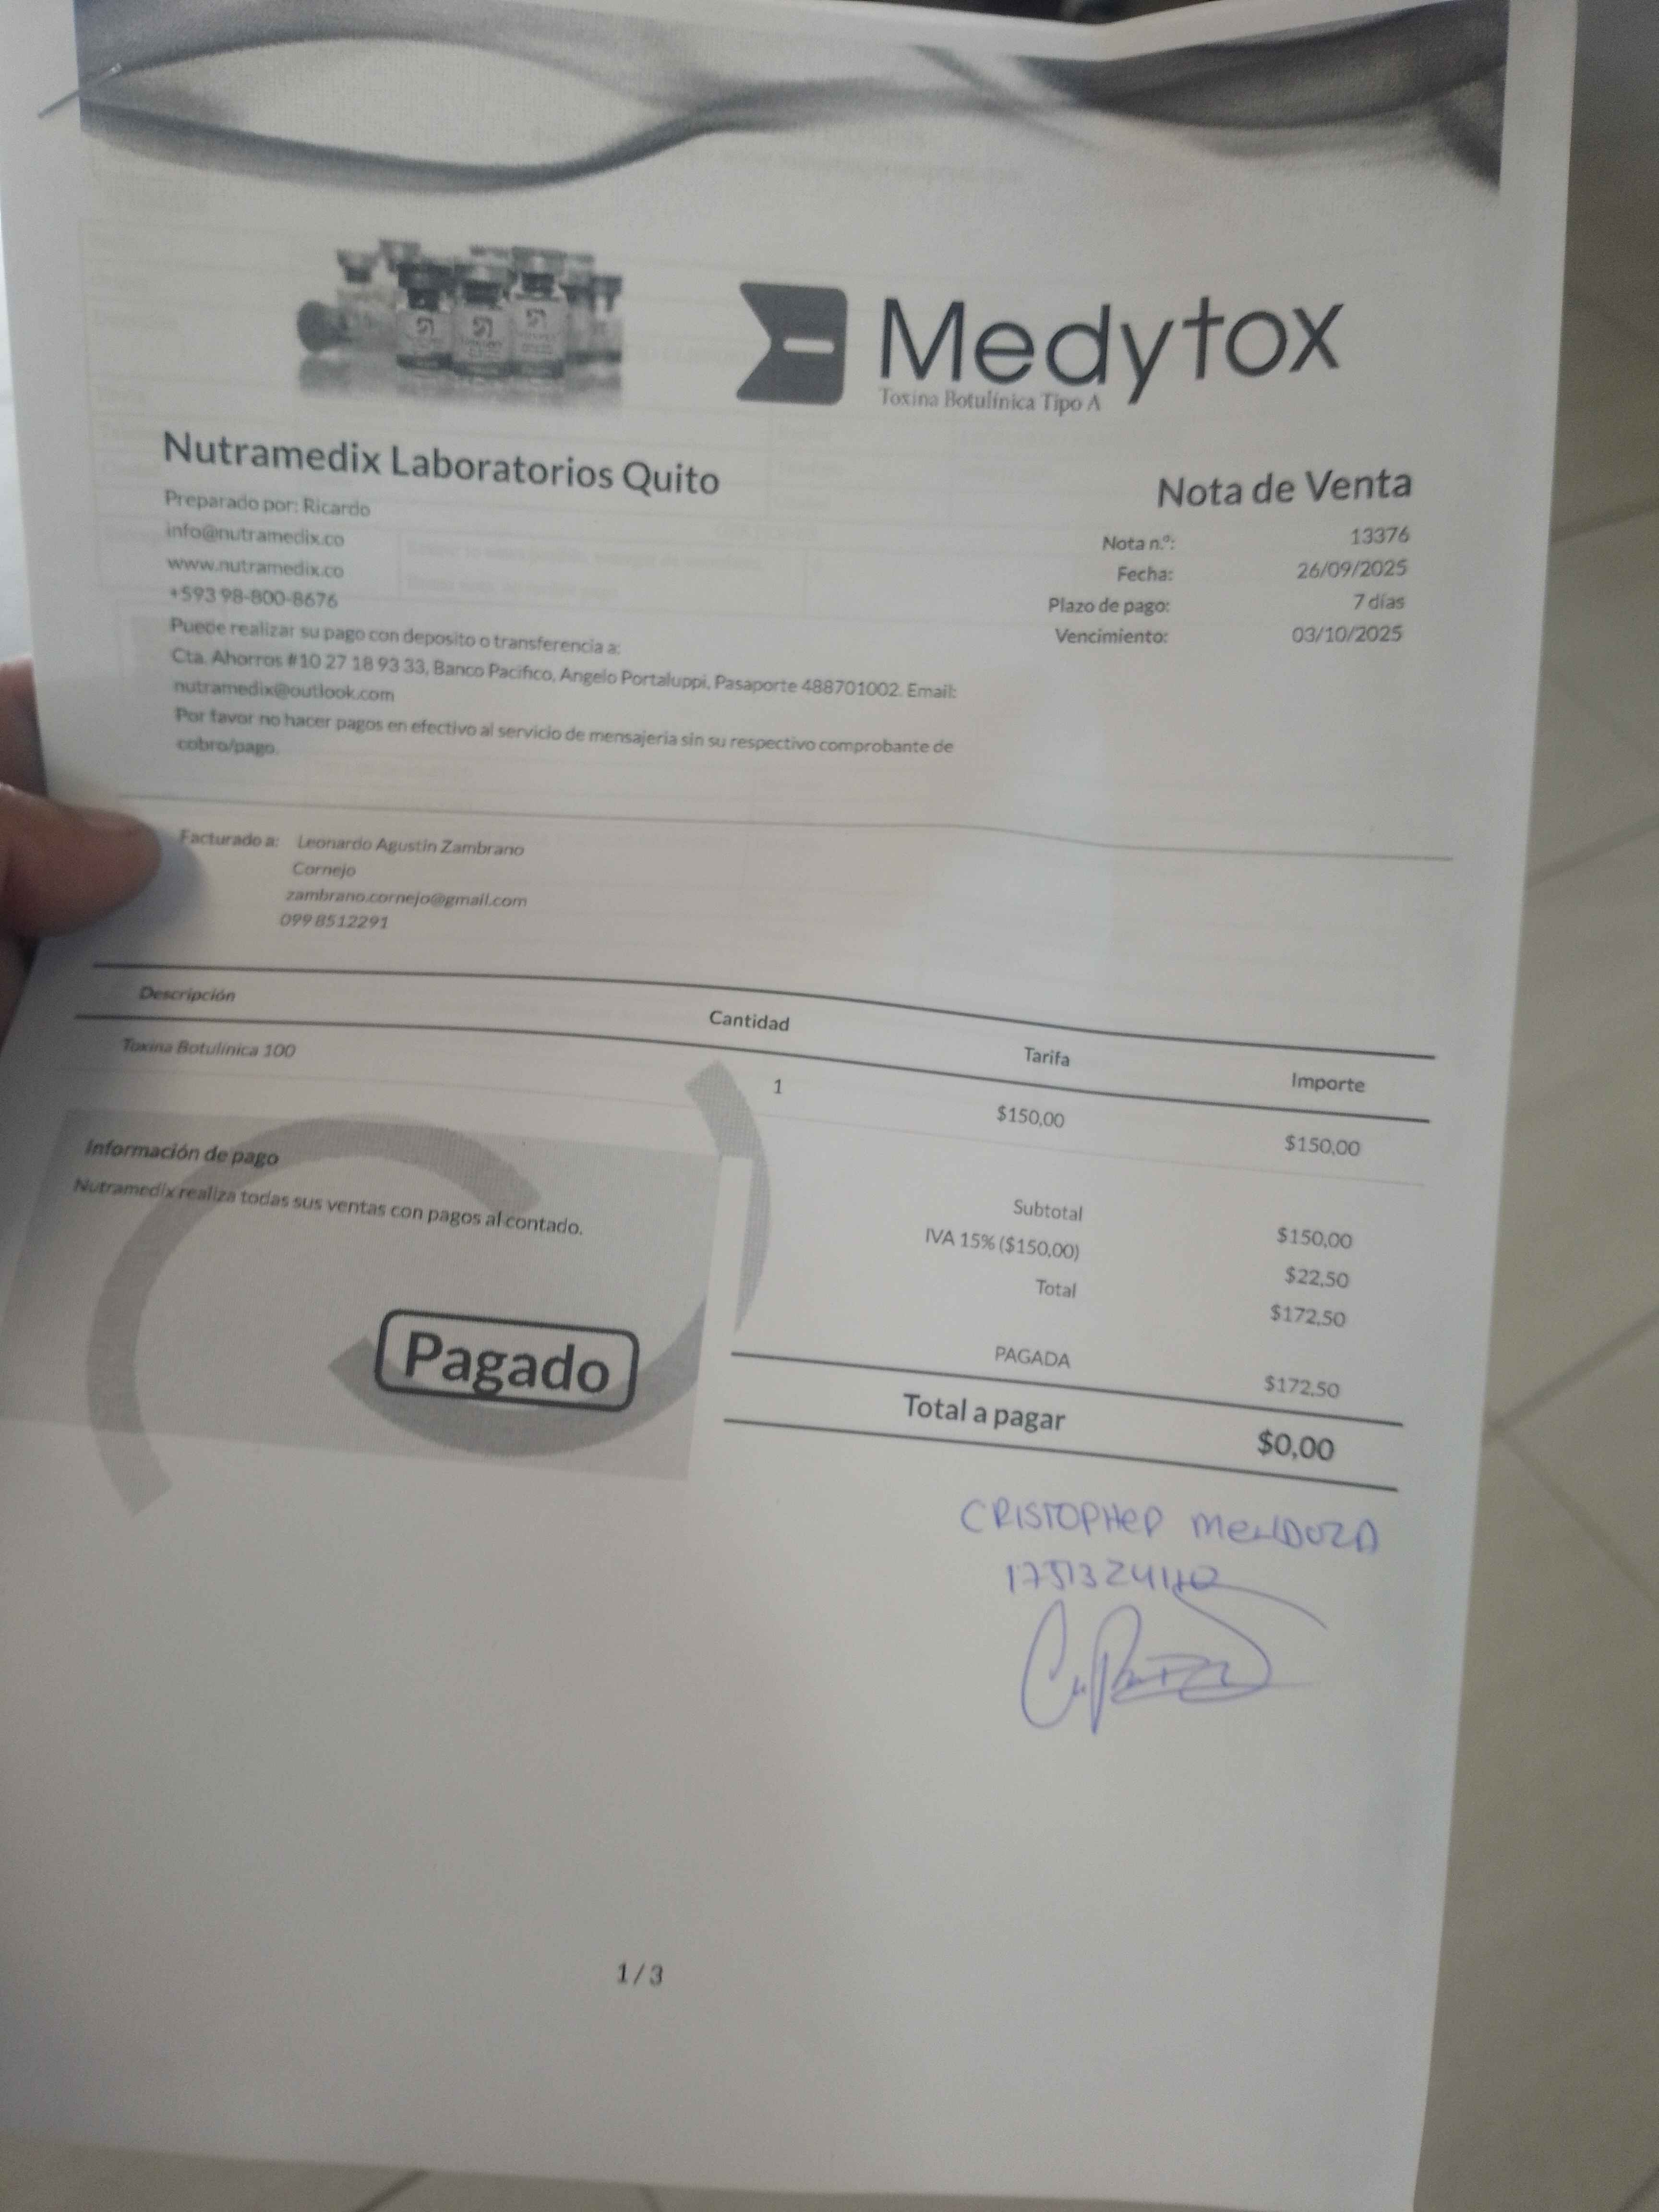 Medytox
Toxina Botulínica Tipo A
Nutramedix Laboratorios Quito
Preparado por: Ricardo
info@nutramedix.co
www.nutramedix.co
+593 98-800-8676
Puede realizar su pago con deposito o transferencia a:
Cta. Ahorros #10 27 18 93 33, Banco Pacifico, Angelo Portaluppi, Pasaporte 488701002. Email:
nutramedix@outlook.com
Por favor no hacer pagos en efectivo al servicio de mensajeria sin su respectivo comprobante de
cobro/pago.
Nota de Venta
Nota n.º: 13376
Fecha: 26/09/2025
Plazo de pago: 7 días
Vencimiento: 03/10/2025
Facturado a: Leonardo Agustin Zambrano
Cornejo
zambrano.cornejo@gmail.com
099 8512291
Descripción Cantidad Tarifa Importe
Toxina Botulínica 100 1 $150,00 $150,00
Información de pago
Nutramedix realiza todas sus ventas con pagos al contado.
Pagado
Subtotal $150,00
IVA 15% ($150,00) $22,50
Total $172,50
PAGADA $172,50
Total a pagar $0,00
CRISTOPHER MENDOZA
1/3